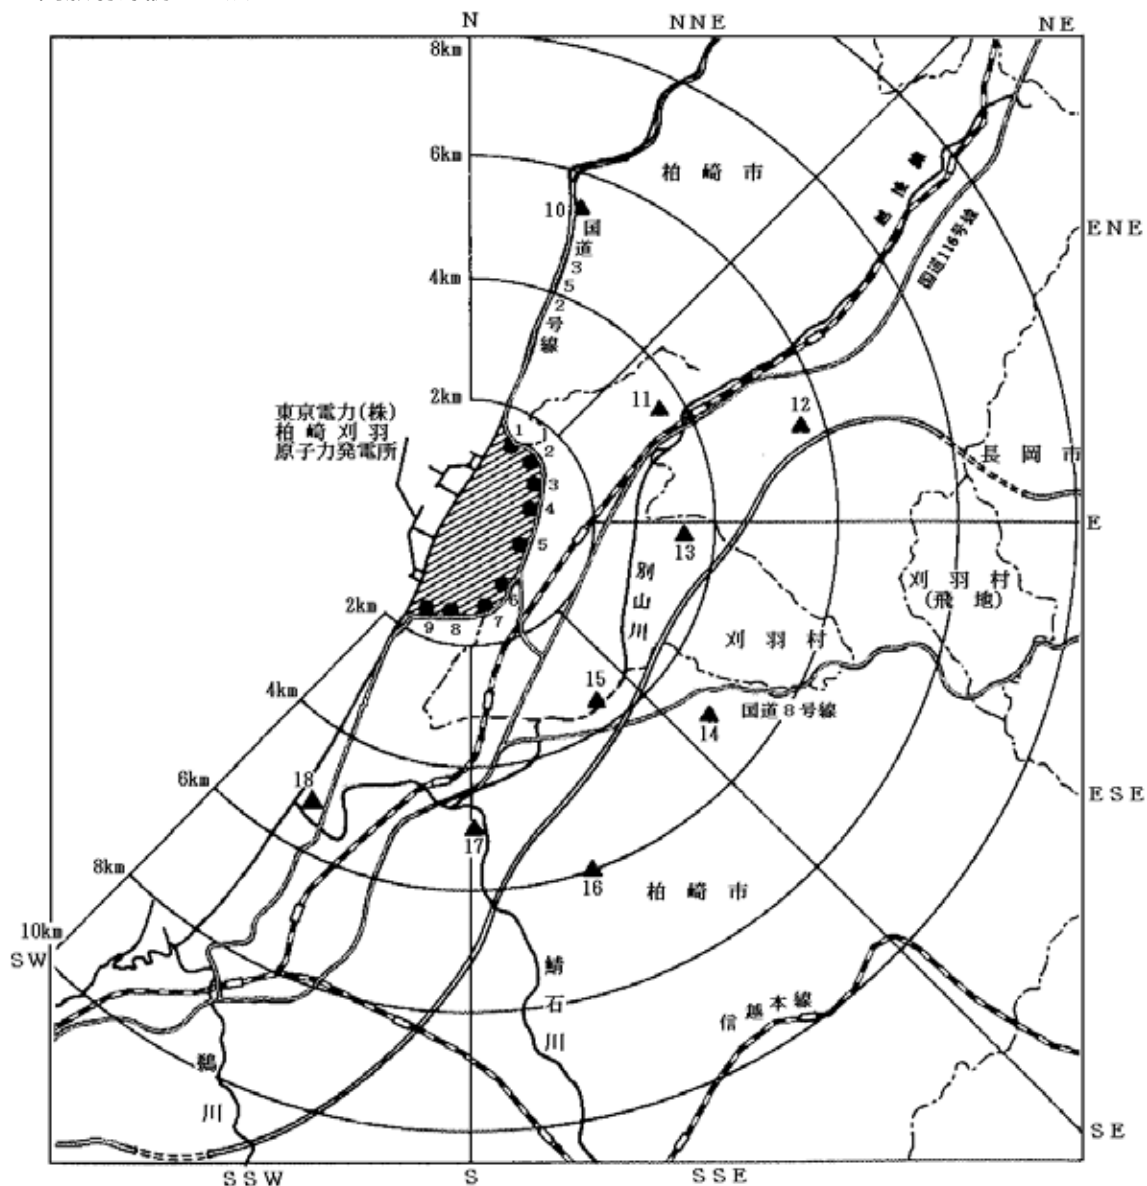 N
NNE
NE
8km
6km
柏崎市
越後線
10
国道352号線
ENE
国道116号線
4km
2km
11
12
東京電力(株)
柏崎刈羽
原子力発電所
1
2
3
4
5
6
7
8
9
長岡市
E
13
別山川
刈羽村
(飛地)
2km
刈羽村
15
14
国道8号線
4km
6km
18
ESE
17
16
8km
柏崎市
10km
SW
鯖石川
信越本線
鵜川
SE
SSW
S
SSE